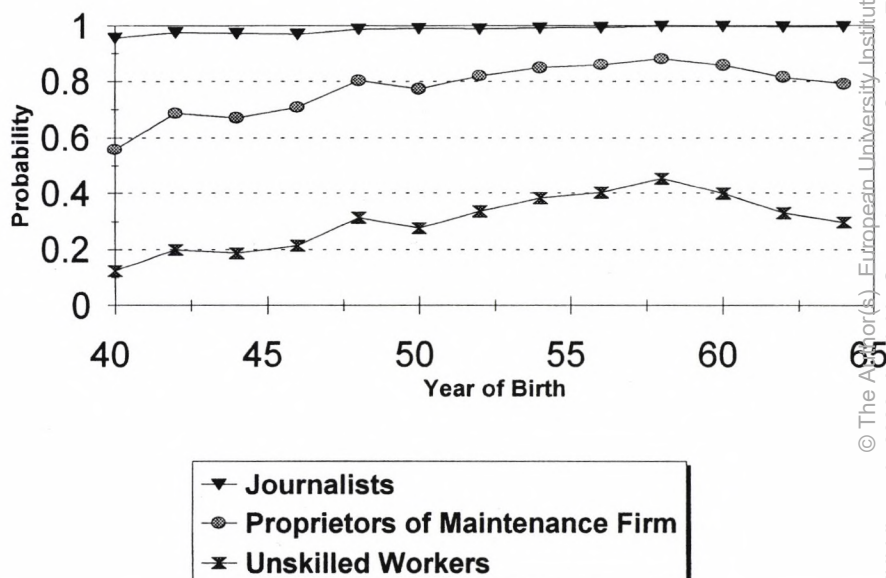 1
0.8
0.6
0.4
0.2
0
Probability
40 45 50 55 60 65
Year of Birth
Journalists
Proprietors of Maintenance Firm
Unskilled Workers
© The Author(s). European University Institut